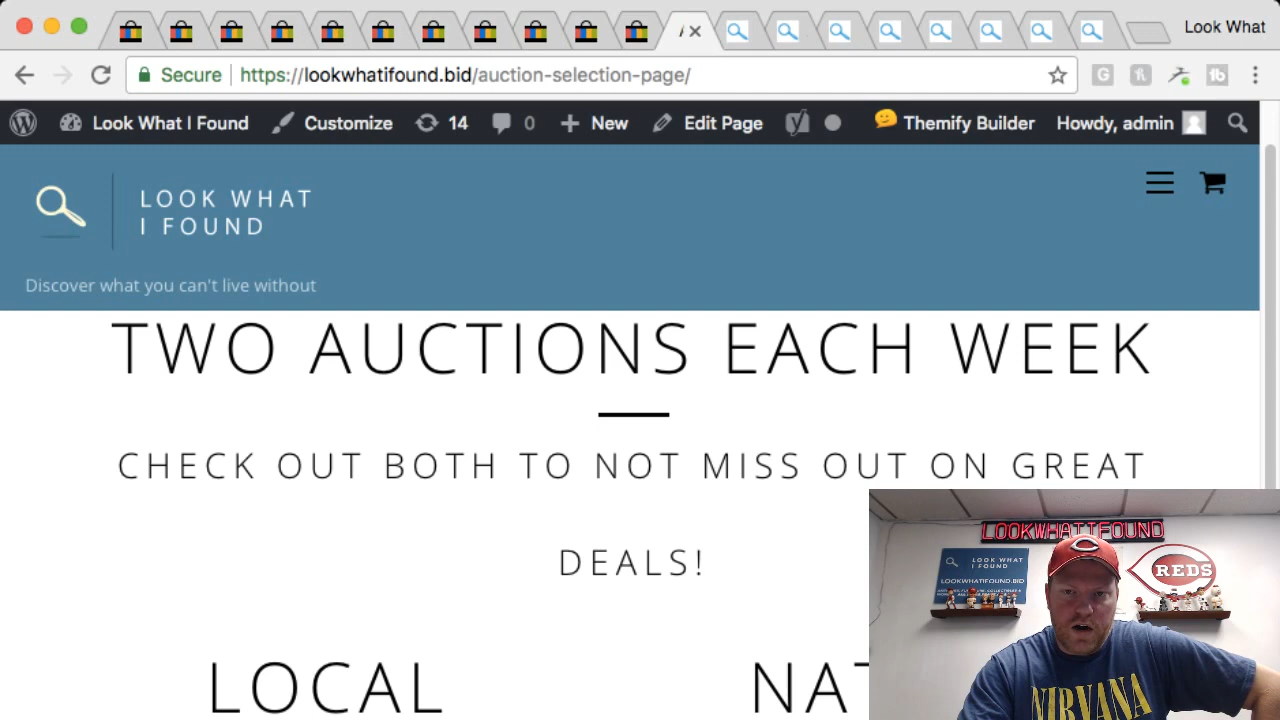 Look What
Secure https://lookwhatifound.bid/auction-selection-page/
Look What I Found Customize 14 0 New Edit Page Themify Builder Howdy, admin
LOOK WHAT
I FOUND
Discover what you can't live without
TWO AUCTIONS EACH WEEK
CHECK OUT BOTH TO NOT MISS OUT ON GREAT
DEALS!
LOCAL NAT
LOOKWHATIFOUND
LOOK WHAT
I FOUND
LOOKWHATIFOUND.BID
REDS
NIRVANA